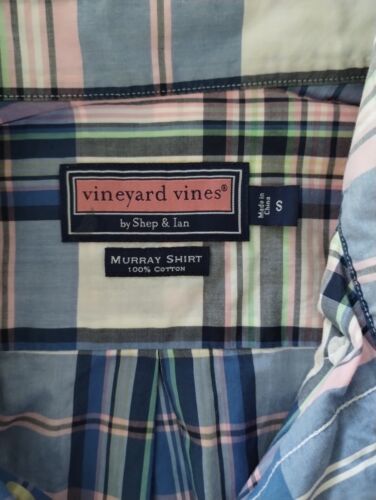 vineyard vines®
by Shep & Ian
Made in
China
S
MURRAY SHIRT
100% COTTON